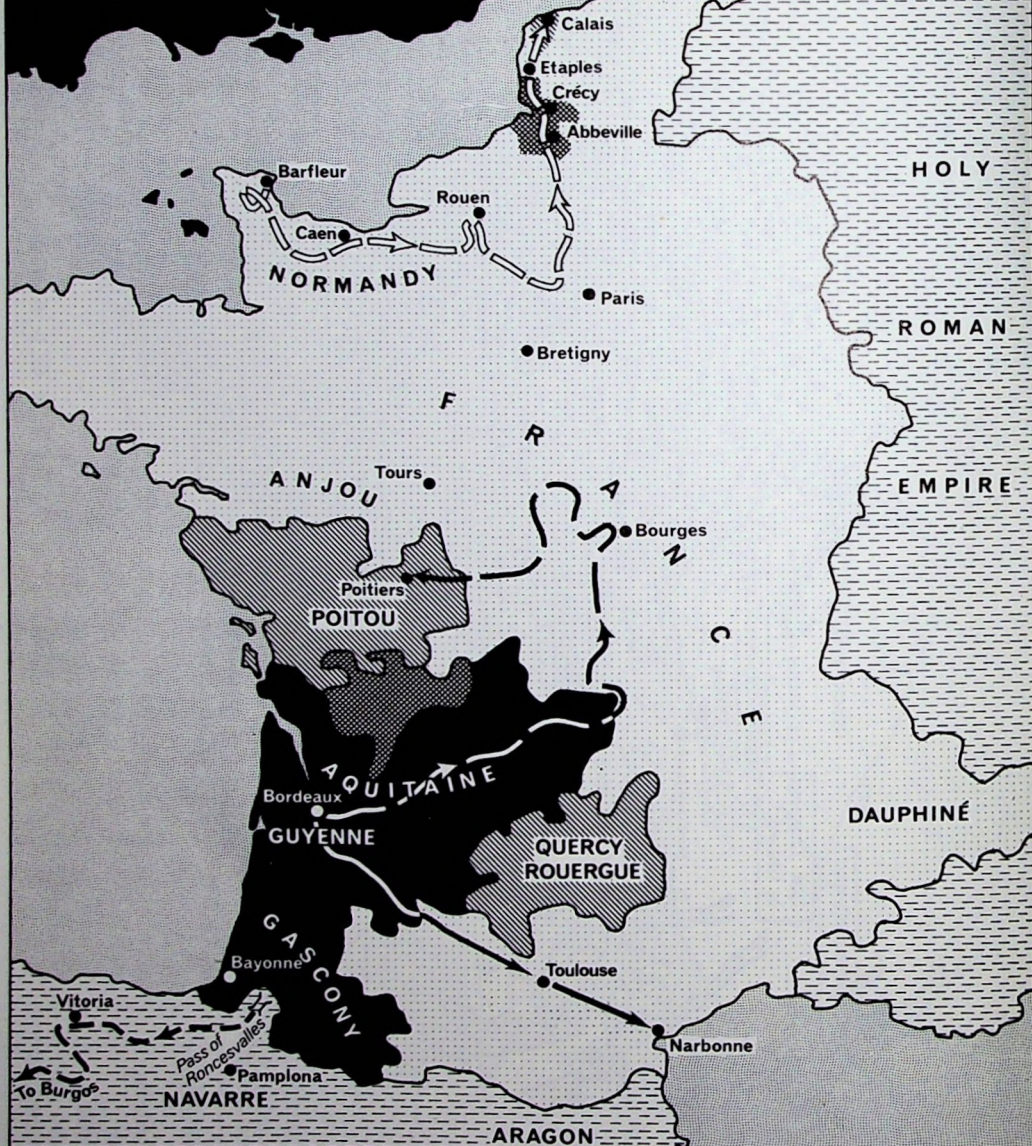 Calais
Etaples
Crécy
Abbeville
HOLY
Barfleur
Rouen
Caen
NORMANDY
Paris
ROMAN
Bretigny
FRANCE
Tours
ANJOU
EMPIRE
Bourges
Poitiers
POITOU
AQUITAINE
Bordeaux
GUYENNE
DAUPHINÉ
QUERCY
ROUERGUE
GASCONY
Bayonne
Toulouse
Vitoria
Pass of
Roncesvalles
Narbonne
Pamplona
To Burgos
NAVARRE
ARAGON